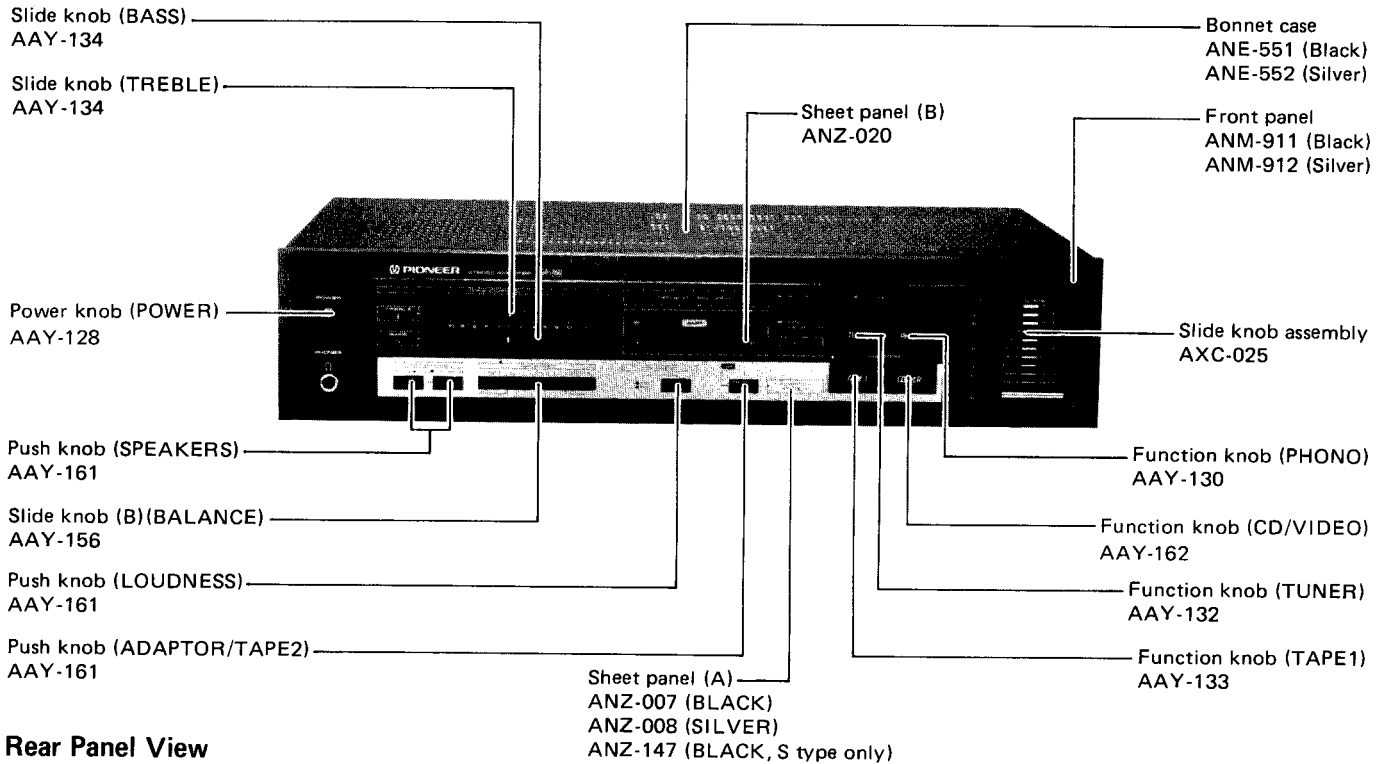 Slide knob (BASS)
AAY-134
Slide knob (TREBLE)
AAY-134
Bonnet case
ANE-551 (Black)
ANE-552 (Silver)
Sheet panel (B)
ANZ-020
Front panel
ANM-911 (Black)
ANM-912 (Silver)
PIONEER
Power knob (POWER)
AAY-128
Slide knob assembly
AXC-025
Push knob (SPEAKERS)
AAY-161
Function knob (PHONO)
AAY-130
Slide knob (B)(BALANCE)
AAY-156
Function knob (CD/VIDEO)
AAY-162
Push knob (LOUDNESS)
AAY-161
Function knob (TUNER)
AAY-132
Push knob (ADAPTOR/TAPE2)
AAY-161
Function knob (TAPE1)
AAY-133
Sheet panel (A)
ANZ-007 (BLACK)
ANZ-008 (SILVER)
ANZ-147 (BLACK, S type only)
Rear Panel View